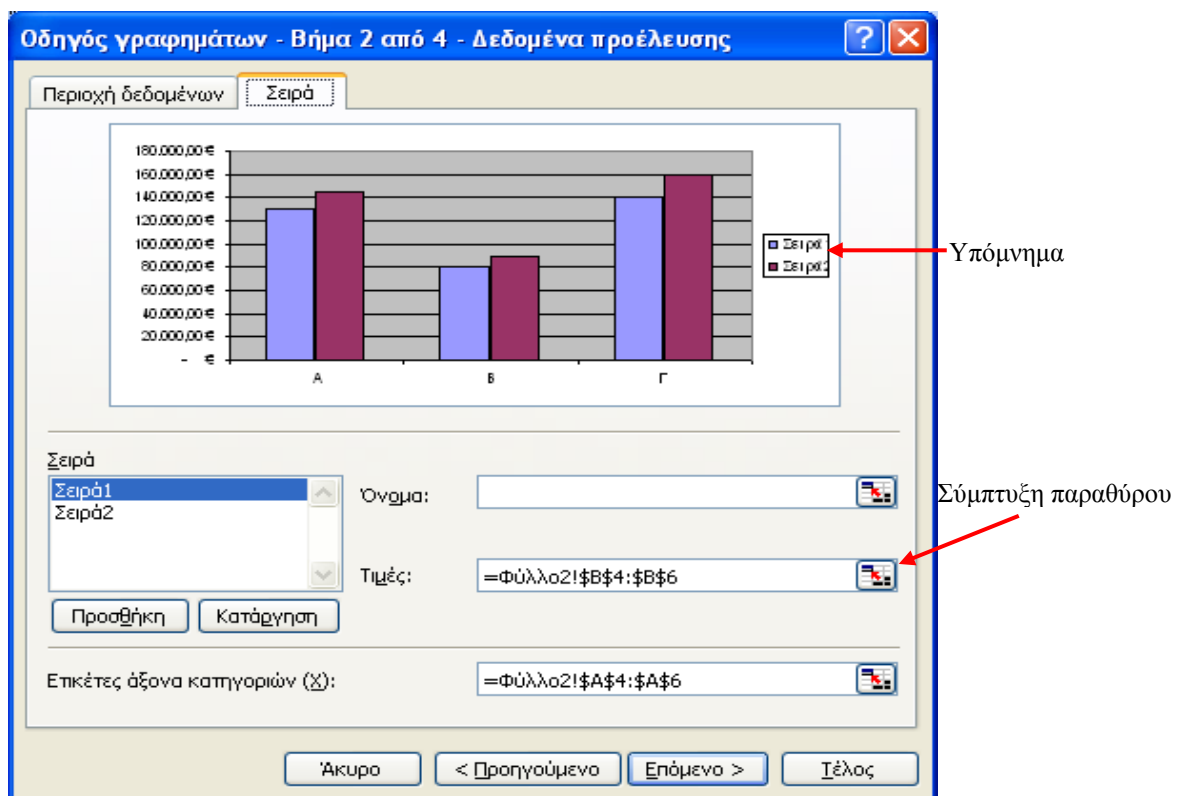 Οδηγός γραφημάτων - Βήμα 2 από 4 - Δεδομένα προέλευσης
Περιοχή δεδομένων Σειρά
180.000,00 €
160.000,00 €
140.000,00 €
120.000,00 €
100.000,00 €
80.000,00 €
60.000,00 €
40.000,00 €
20.000,00 €
- €
Α Β Γ
Σειρά1
Σειρά2
Υπόμνημα
Σειρά
Σειρά1
Σειρά2
Όνομα:
Σύμπτυξη παραθύρου
Τιμές: =Φύλλο2!$B$4:$B$6
Προσθήκη Κατάργηση
Ετικέτες άξονα κατηγοριών (X): =Φύλλο2!$A$4:$A$6
Άκυρο < Προηγούμενο Επόμενο > Τέλος